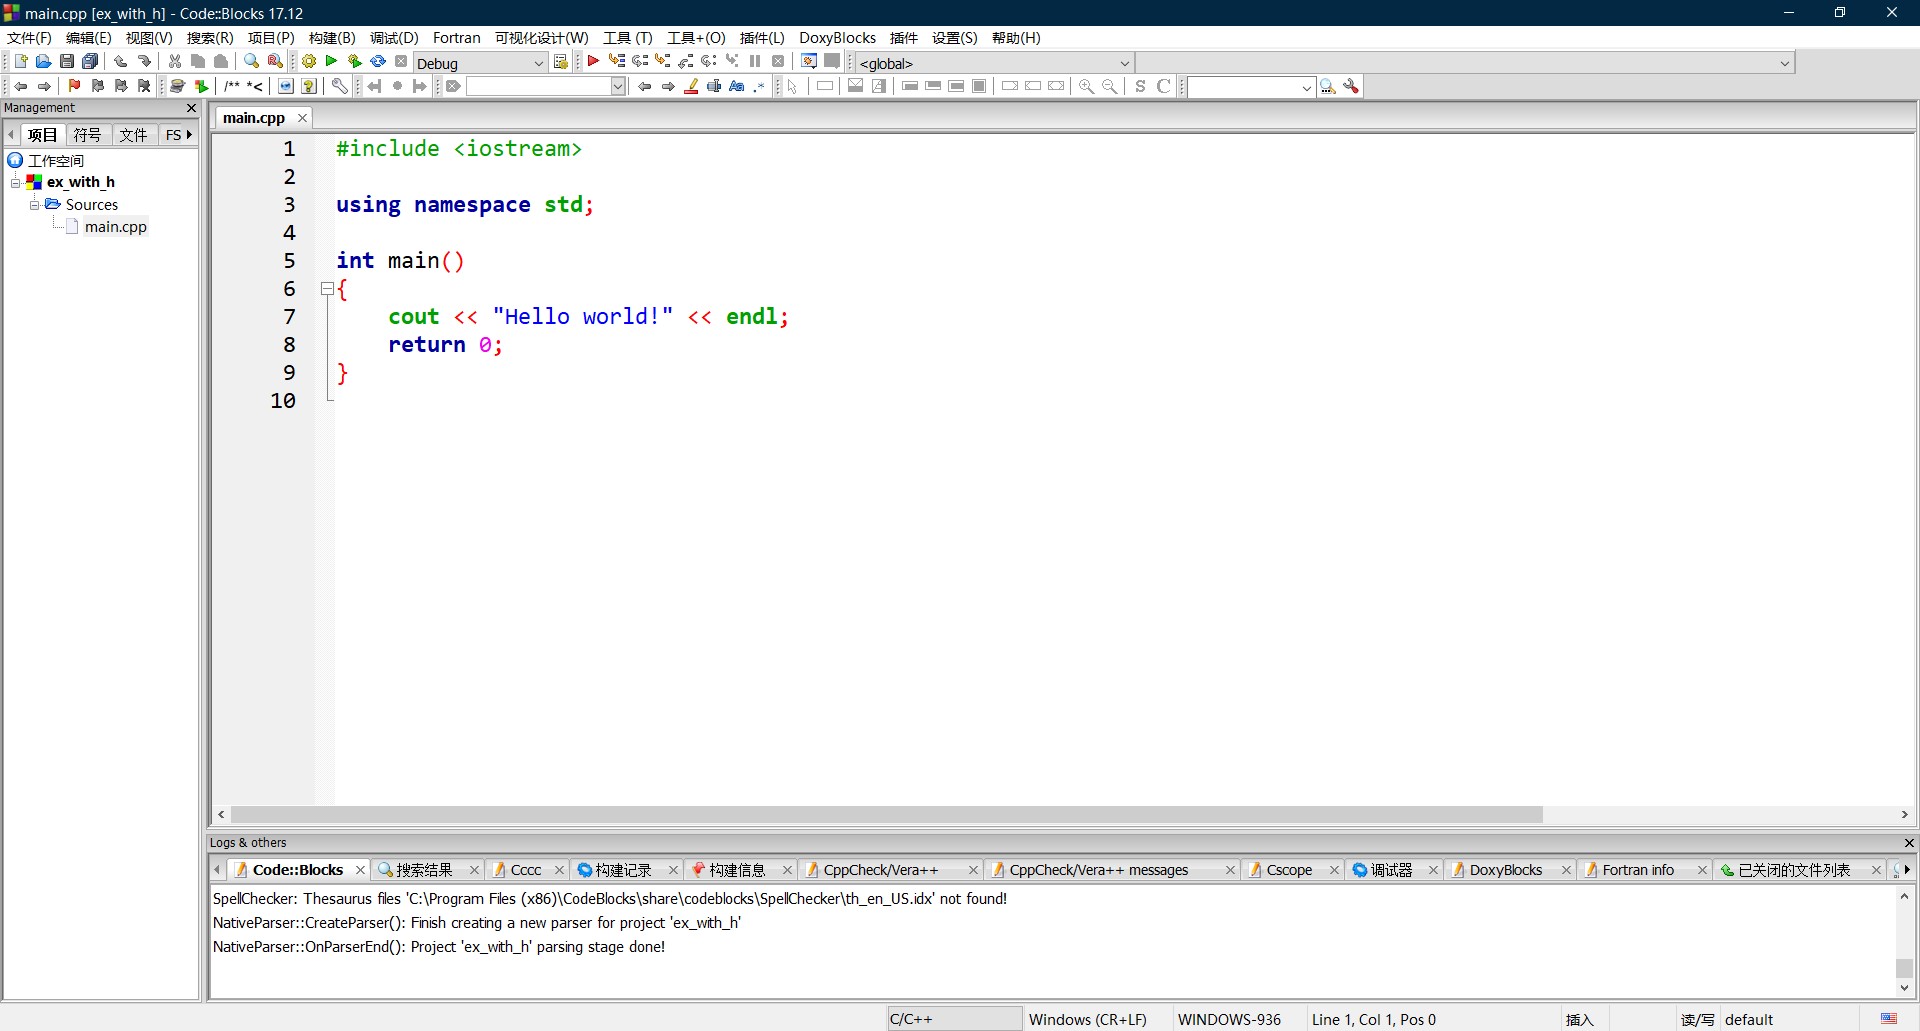 main.cpp [ex_with_h] - Code::Blocks 17.12
文件(F) 编辑(E) 视图(V) 搜索(R) 项目(P) 构建(B) 调试(D) Fortran 可视化设计(W) 工具 (T) 工具+(O) 插件(L) DoxyBlocks 插件 设置(S) 帮助(H)
Debug <global>
/** *< Aa .* S C
Management
项目 符号 文件 FS
main.cpp
工作空间
ex_with_h
Sources
main.cpp
1 #include <iostream>
2
3 using namespace std;
4
5 int main()
6 {
7 cout << "Hello world!" << endl;
8 return 0;
9 }
10
Logs & others
Code::Blocks 搜索结果 Cccc 构建记录 构建信息 CppCheck/Vera++ CppCheck/Vera++ messages Cscope 调试器 DoxyBlocks Fortran info 已关闭的文件列表
SpellChecker: Thesaurus files 'C:\Program Files (x86)\CodeBlocks\share\codeblocks\SpellChecker\th_en_US.idx' not found!
NativeParser::CreateParser(): Finish creating a new parser for project 'ex_with_h'
NativeParser::OnParserEnd(): Project 'ex_with_h' parsing stage done!
C/C++ Windows (CR+LF) WINDOWS-936 Line 1, Col 1, Pos 0 插入 读/写 default